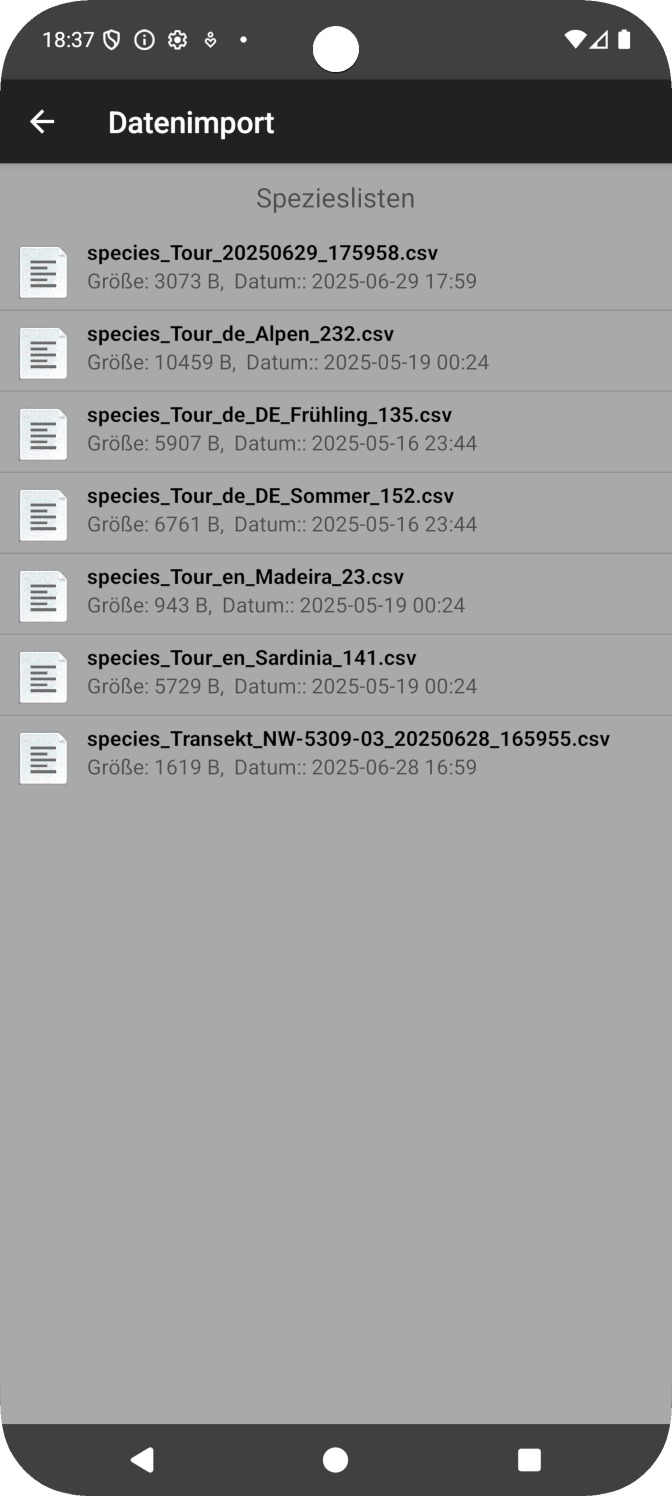 18:37
Datenimport
Spezieslisten
species_Tour_20250629_175958.csv
Größe: 3073 B,  Datum:: 2025-06-29 17:59
species_Tour_de_Alpen_232.csv
Größe: 10459 B,  Datum:: 2025-05-19 00:24
species_Tour_de_DE_Frühling_135.csv
Größe: 5907 B,  Datum:: 2025-05-16 23:44
species_Tour_de_DE_Sommer_152.csv
Größe: 6761 B,  Datum:: 2025-05-16 23:44
species_Tour_en_Madeira_23.csv
Größe: 943 B,  Datum:: 2025-05-19 00:24
species_Tour_en_Sardinia_141.csv
Größe: 5729 B,  Datum:: 2025-05-19 00:24
species_Transekt_NW-5309-03_20250628_165955.csv
Größe: 1619 B,  Datum:: 2025-06-28 16:59